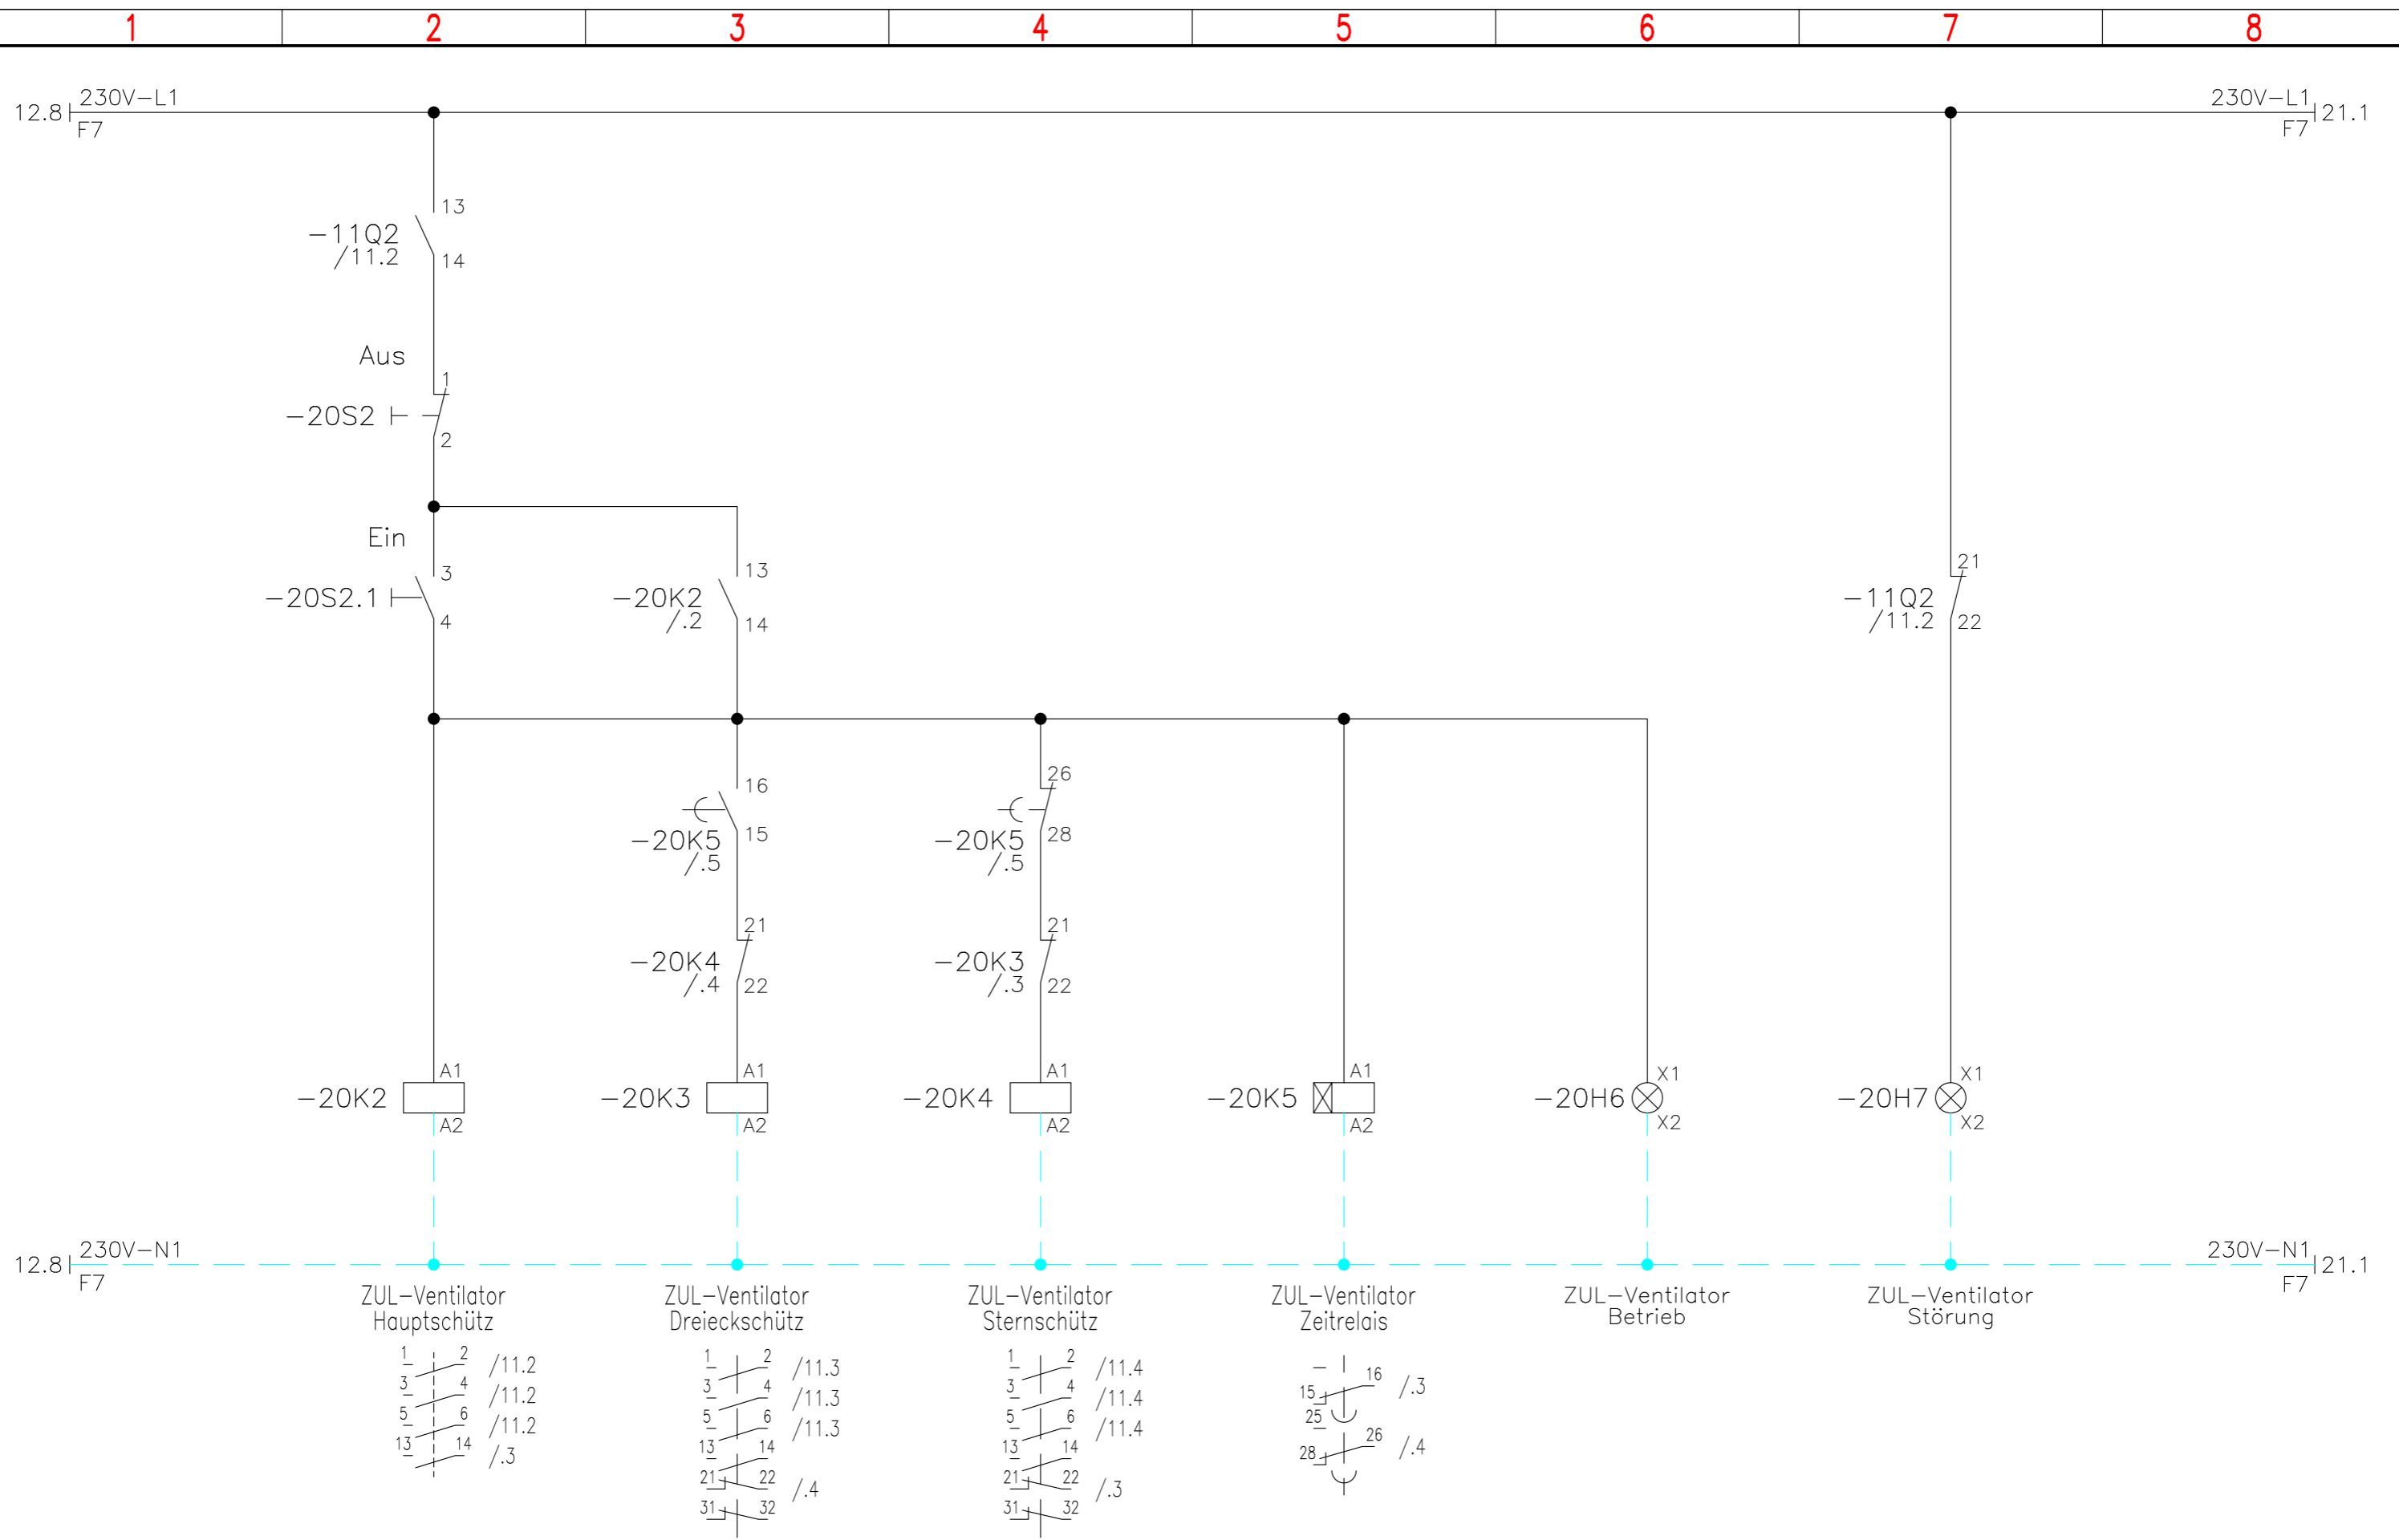 1 2 3 4 5 6 7 8
230V-L1 230V-L1
12.8 21.1
F7 F7
13
-11Q2
/11.2
14
Aus
1
-20S2
2
Ein
3
-20S2.1
4
13
-20K2
/.2
14
21
-11Q2
/11.2
22
16
-20K5
15
/.5
26
-20K5
28
/.5
21
-20K4
/.4
22
21
-20K3
/.3
22
A1 A1 A1 A1 X1 X1
-20K2 -20K3 -20K4 -20K5 -20H6 -20H7
A2 A2 A2 A2 X2 X2
230V-N1 230V-N1
12.8 21.1
F7 F7
ZUL-Ventilator ZUL-Ventilator ZUL-Ventilator ZUL-Ventilator ZUL-Ventilator ZUL-Ventilator
Hauptschütz Dreieckschütz Sternschütz Zeitrelais Betrieb Störung
1 2 /11.2
3 4 /11.2
5 6 /11.2
13 14 /.3
1 2 /11.3
3 4 /11.3
5 6 /11.3
13 14
21 22 /.4
31 32
1 2 /11.4
3 4 /11.4
5 6 /11.4
13 14
21 22 /.3
31 32
15 16 /.3
25
28 26 /.4